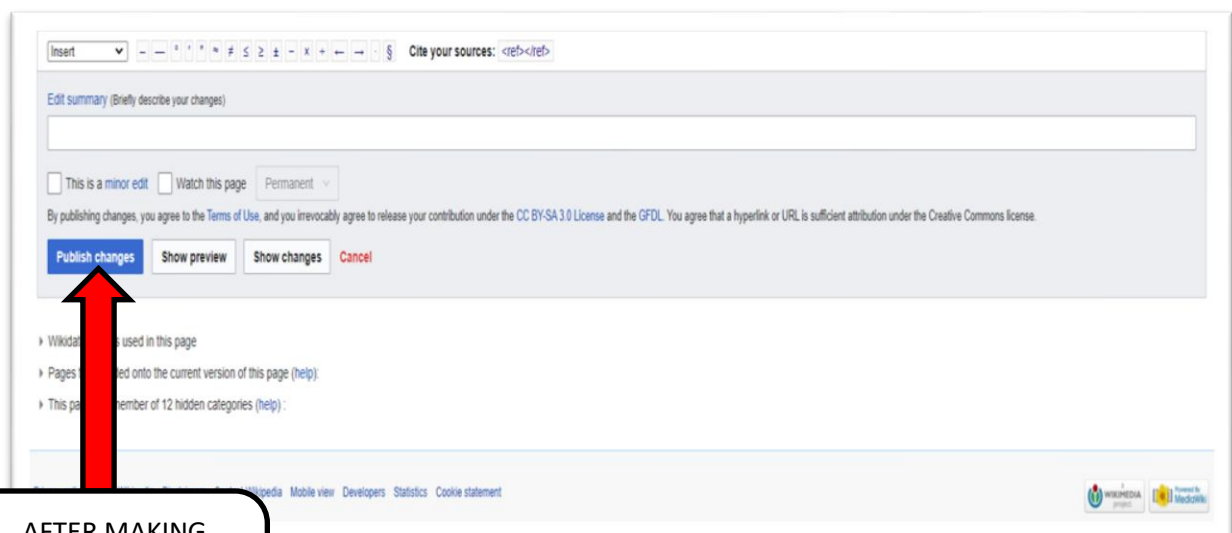 Insert – — ° ′ ″ ≈ ≠ ≤ ≥ ± − × ÷ ← → · § Cite your sources: <ref></ref>
Edit summary (Briefly describe your changes)
This is a minor edit Watch this page Permanent
By publishing changes, you agree to the Terms of Use, and you irrevocably agree to release your contribution under the CC BY-SA 3.0 License and the GFDL. You agree that a hyperlink or URL is sufficient attribution under the Creative Commons license.
Publish changes Show preview Show changes Cancel
used in this page
Pages onto the current version of this page (help):
This member of 12 hidden categories (help) :
Mobile view Developers Statistics Cookie statement
WIKIMEDIA project Powered By MediaWiki
AFTER MAKING